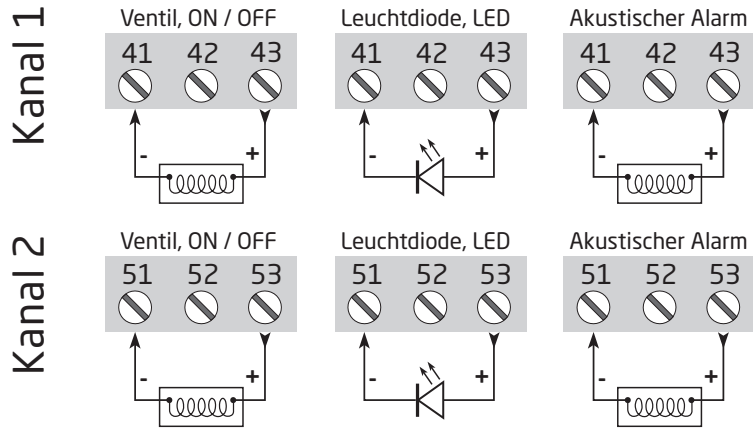 Kanal 1
Ventil, ON / OFF
41 42 43
- +
Leuchtdiode, LED
41 42 43
- +
Akustischer Alarm
41 42 43
- +
Kanal 2
Ventil, ON / OFF
51 52 53
- +
Leuchtdiode, LED
51 52 53
- +
Akustischer Alarm
51 52 53
- +